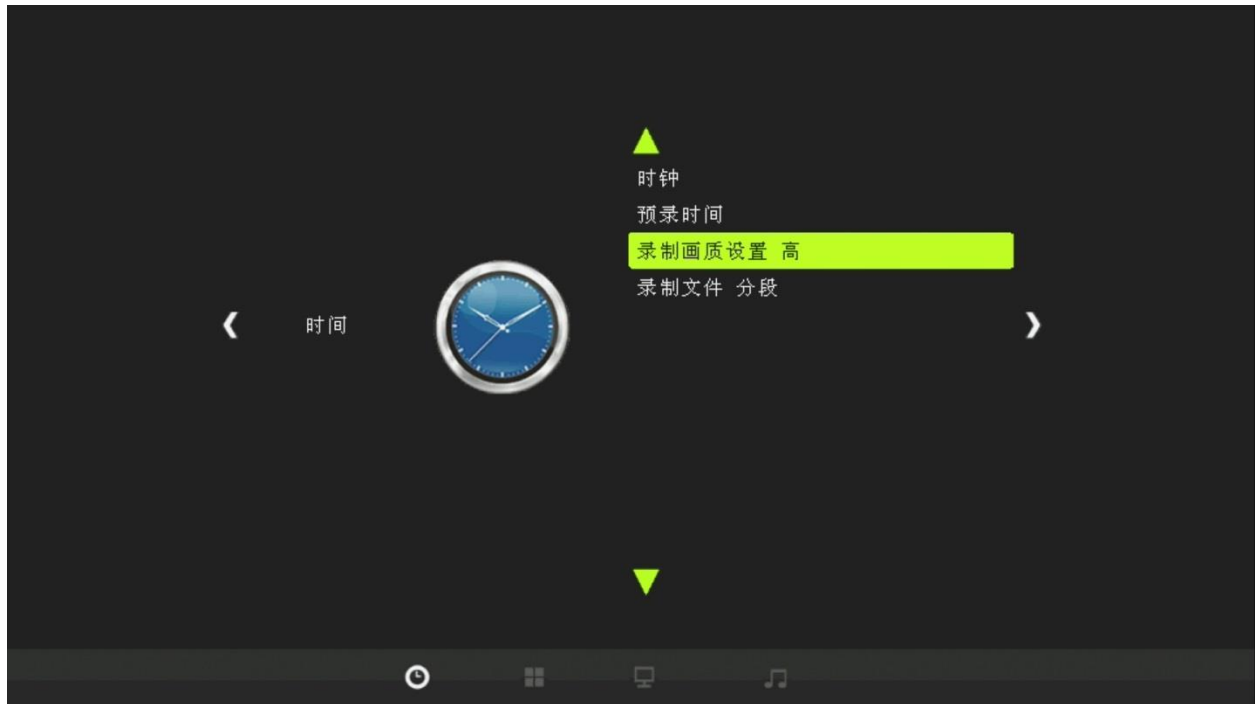 时钟
预录时间
录制画质设置 高
录制文件 分段
时间